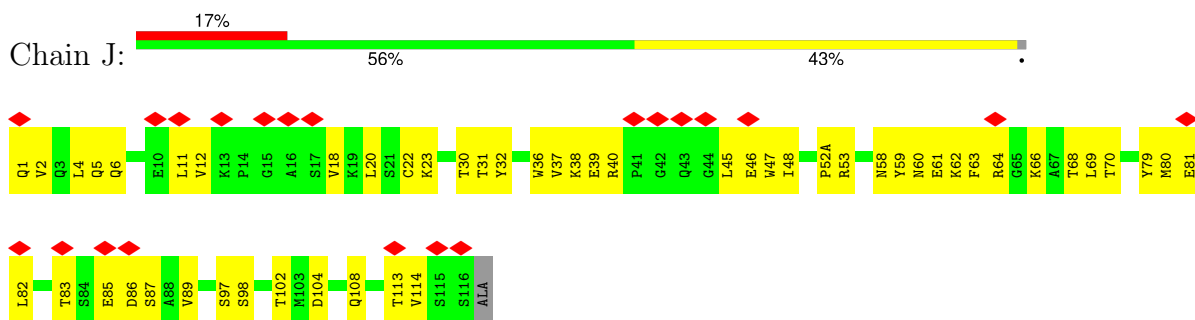 17%
Chain J:
56% 43% •
Q1 V2 Q3 L4 Q5 Q6 E10 L11 V12 K13 P14 G15 A16 S17 V18 K19 L20 S21 C22 K23 T30 T31 Y32 W36 V37 K38 E39 R40 P41 G42 Q43 G44 L45 E46 W47 I48 P52A R53 N58 Y59 N60 E61 K62 F63 R64 G65 K66 A67 T68 L69 T70 Y79 M80 E81
L82 T83 S84 E85 D86 S87 A88 V89 S97 S98 T102 M103 D104 Q108 T113 V114 S115 S116 ALA